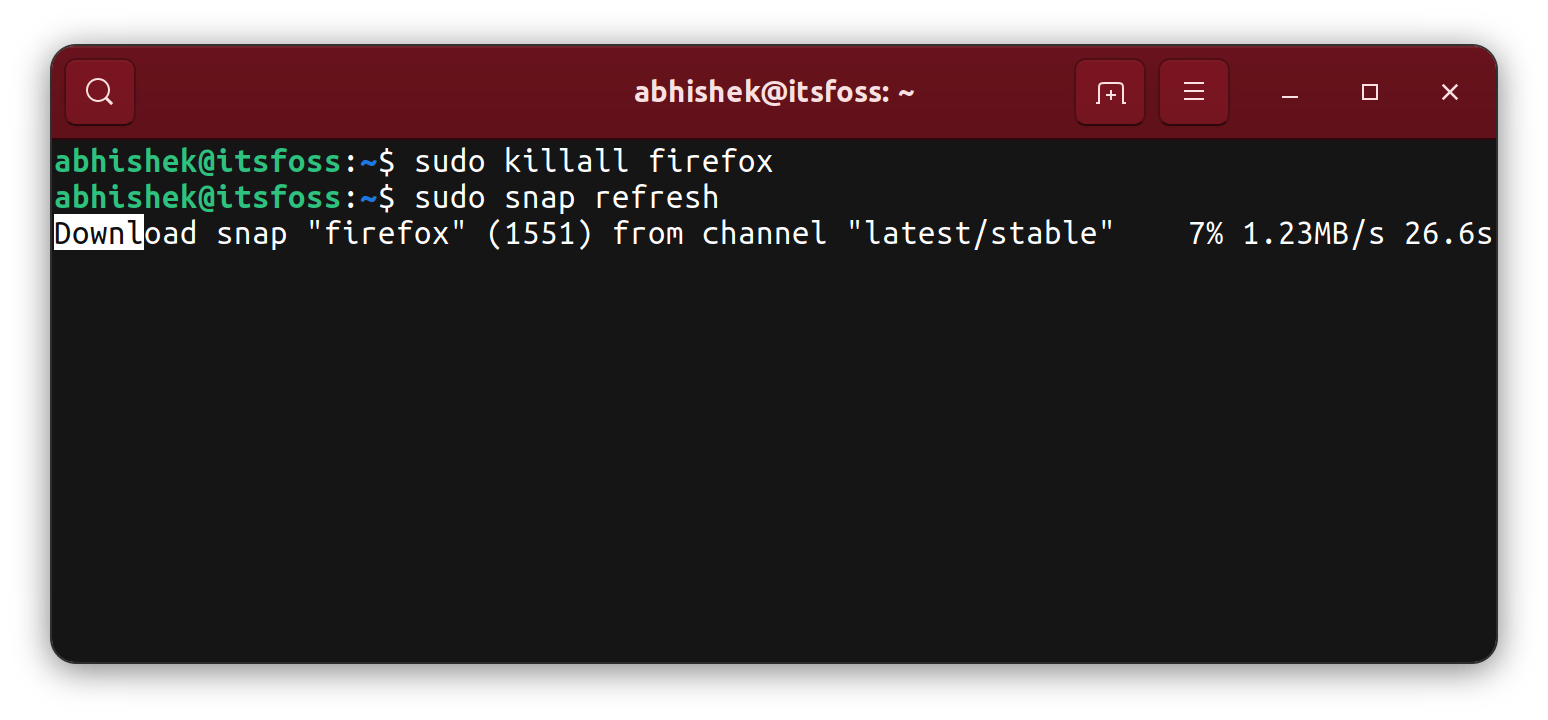 abhishek@itsfoss: ~
abhishek@itsfoss:~$ sudo killall firefox
abhishek@itsfoss:~$ sudo snap refresh
Download snap "firefox" (1551) from channel "latest/stable"    7% 1.23MB/s 26.6s